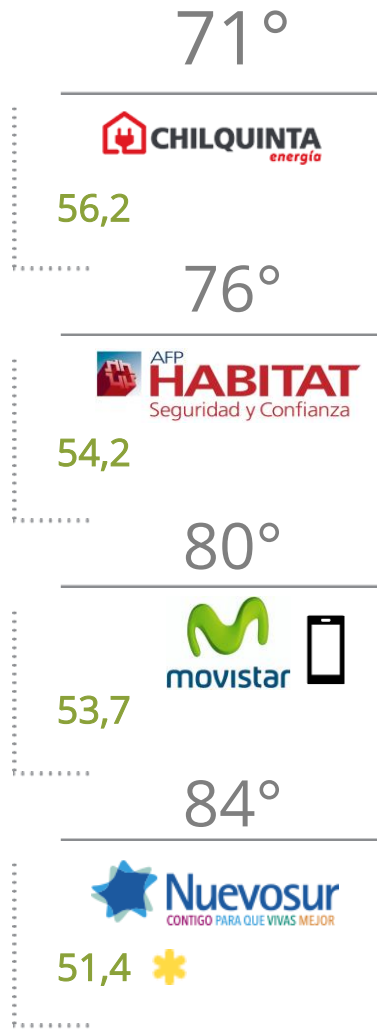 71°
CHILQUINTA
energía
56,2
76°
AFP
HABITAT
Seguridad y Confianza
54,2
80°
movistar
53,7
84°
Nuevosur
CONTIGO PARA QUE VIVAS MEJOR
51,4 *